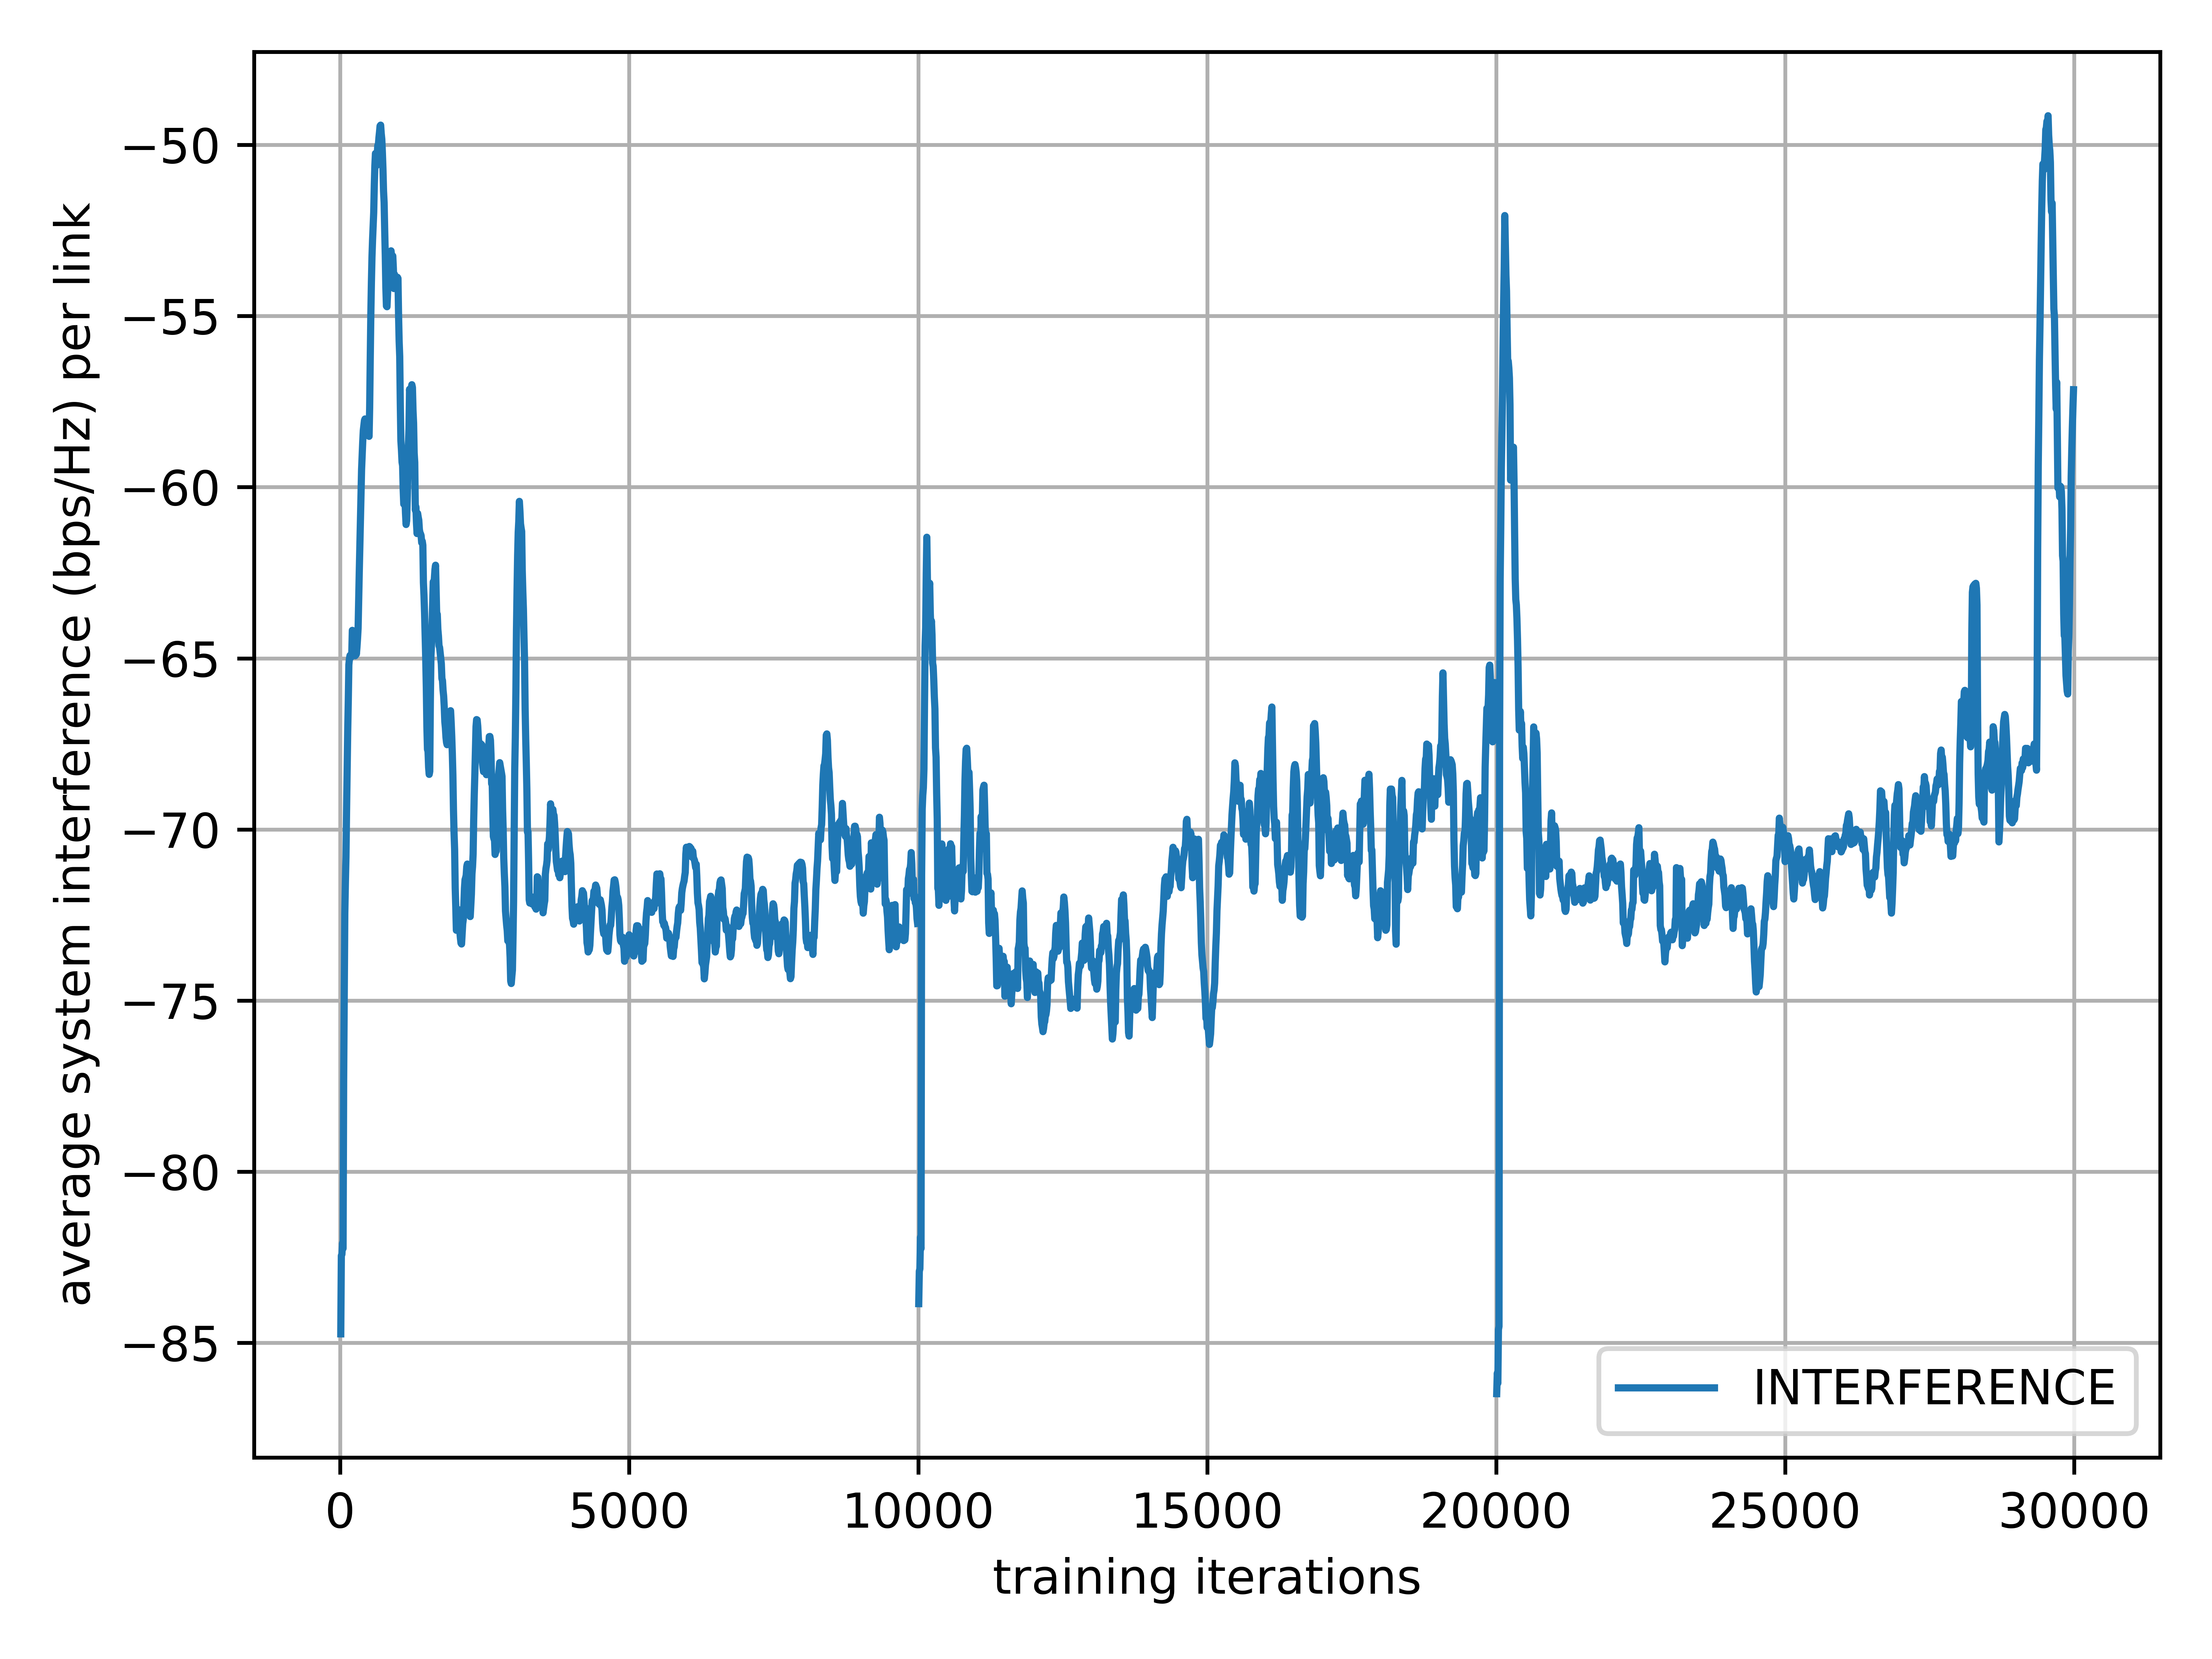 average system interference (bps/Hz) per link
−50
−55
−60
−65
−70
−75
−80
−85
INTERFERENCE
0 5000 10000 15000 20000 25000 30000
training iterations